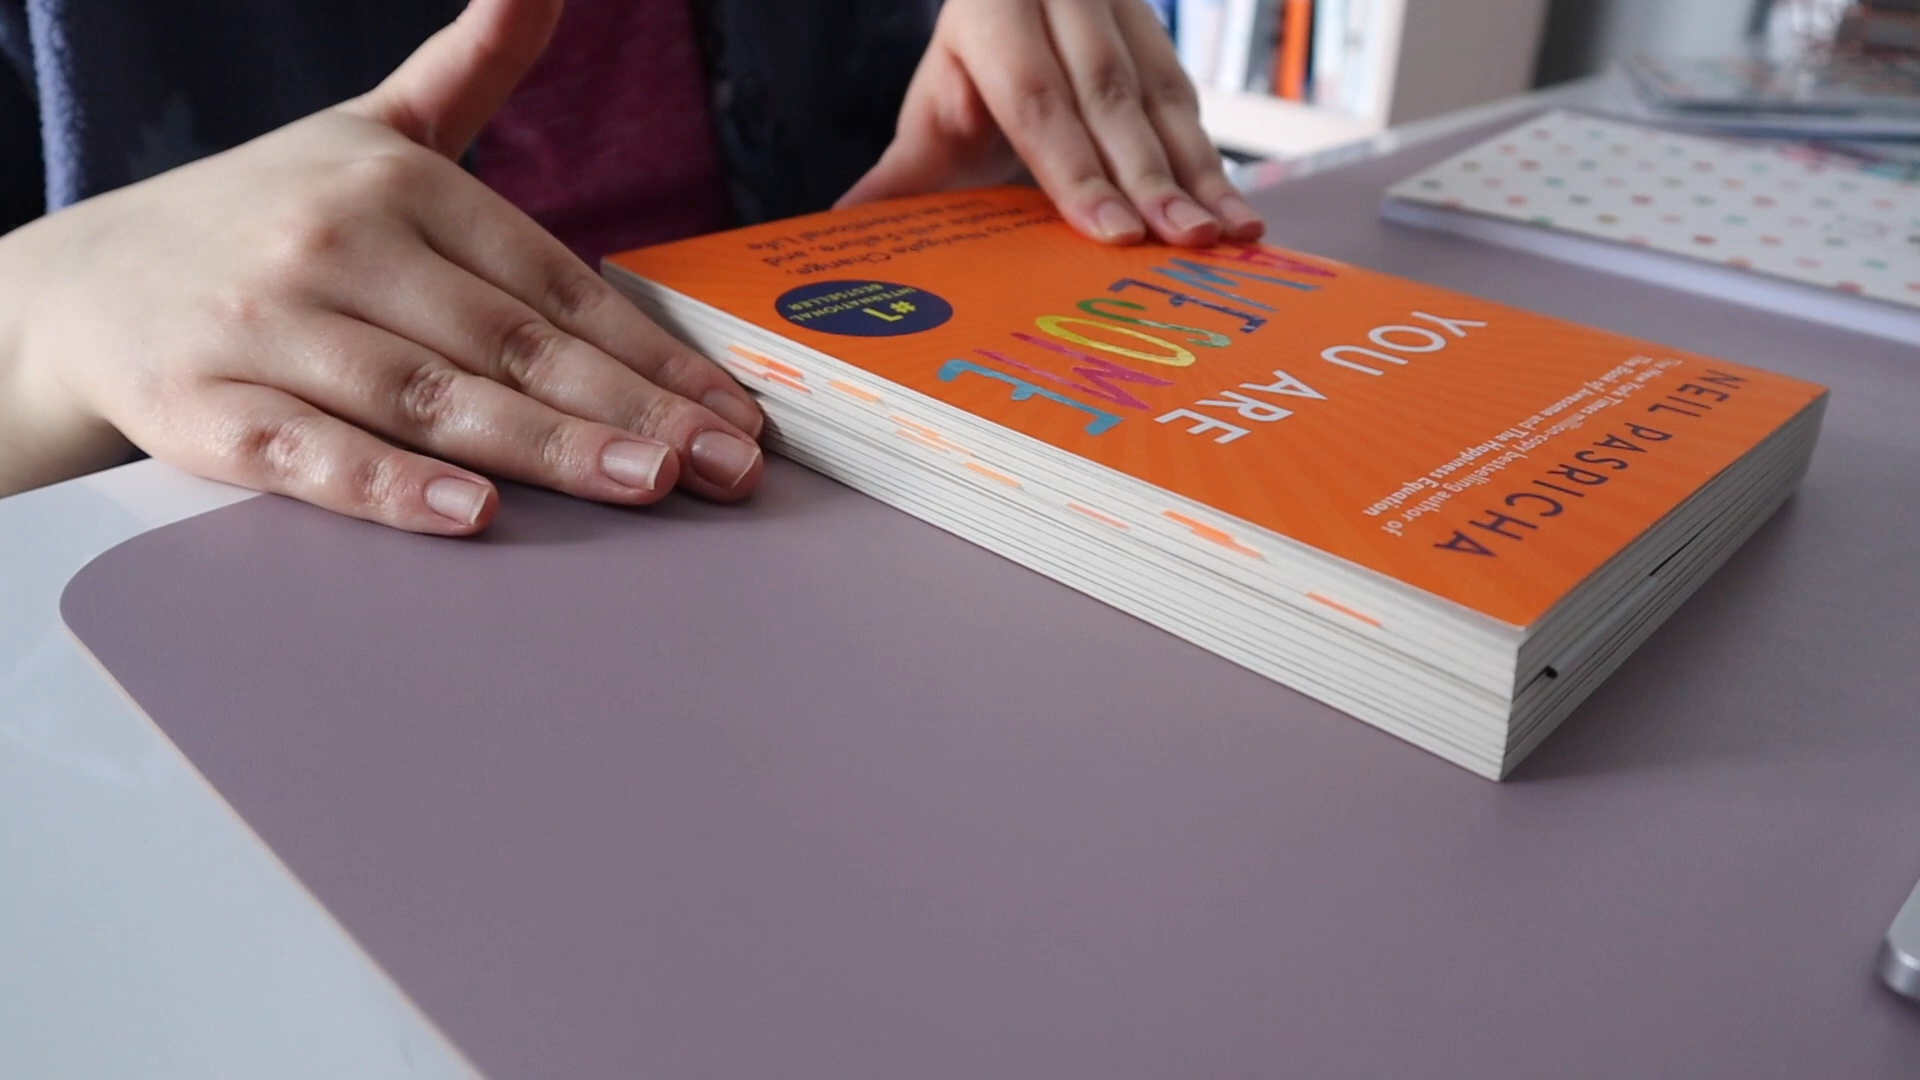 NEIL PASRICHA
The New York Times million-copy bestselling author of
The Book of Awesome and The Happiness Equation
YOU ARE
AWESOME
#1
INTERNATIONAL
BESTSELLER
How to Navigate Change,
Wrestle with Failure, and
Live an Intentional Life